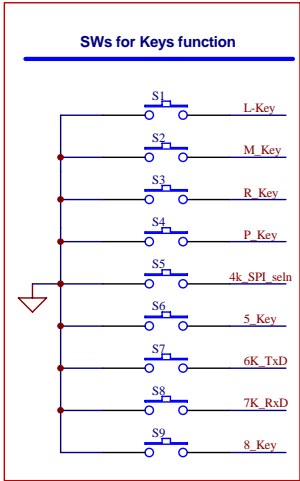 SWs for Keys function
S1
L-Key
S2
M_Key
S3
R_Key
S4
P_Key
S5
4k_SPI_seln
S6
5_Key
S7
6K_TxD
S8
7K_RxD
S9
8_Key